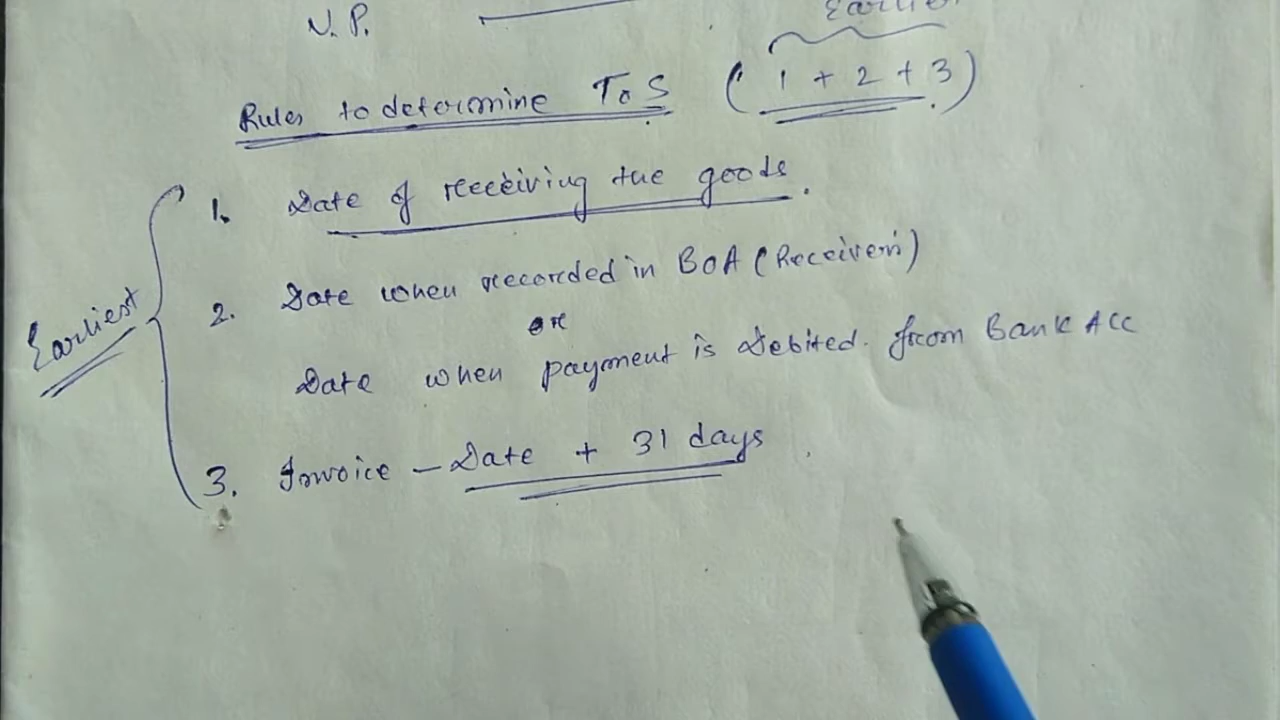 N. P.
Earlie
Rules to determine ToS ( 1 + 2 + 3 )
1. Date of receiving the goods.
2. Date when recorded in BOA (Receiver's)
or
Date when payment is Debited. from Bank Acc
Earliest
3. Invoice - Date + 31 days